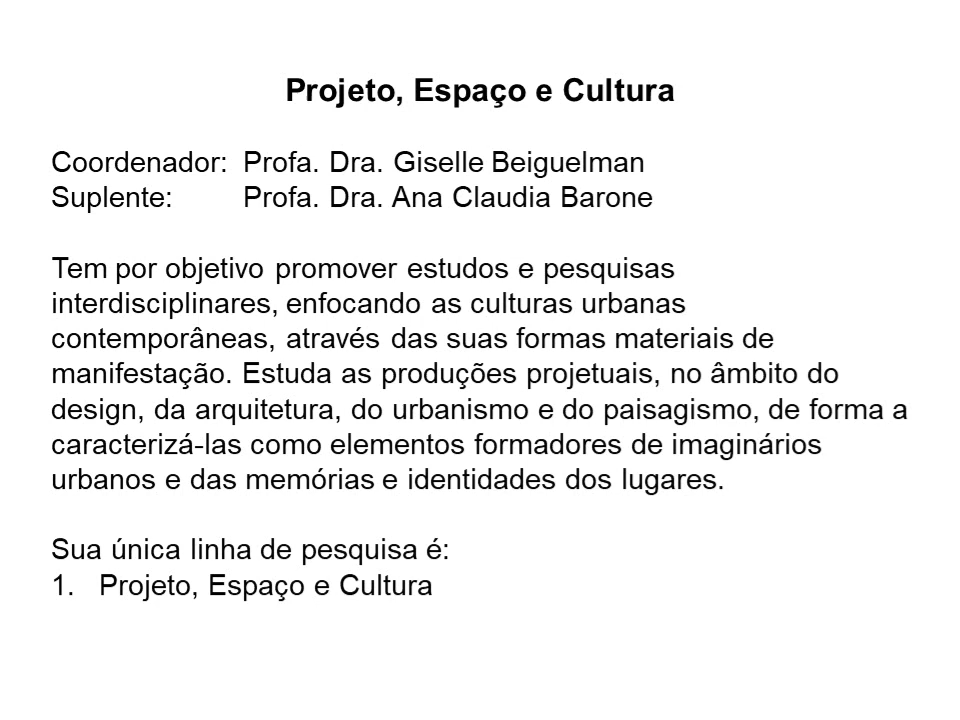 Projeto, Espaço e Cultura
Coordenador: Profa. Dra. Giselle Beiguelman
Suplente: Profa. Dra. Ana Claudia Barone
Tem por objetivo promover estudos e pesquisas
interdisciplinares, enfocando as culturas urbanas
contemporâneas, através das suas formas materiais de
manifestação. Estuda as produções projetuais, no âmbito do
design, da arquitetura, do urbanismo e do paisagismo, de forma a
caracterizá-las como elementos formadores de imaginários
urbanos e das memórias e identidades dos lugares.
Sua única linha de pesquisa é:
1. Projeto, Espaço e Cultura